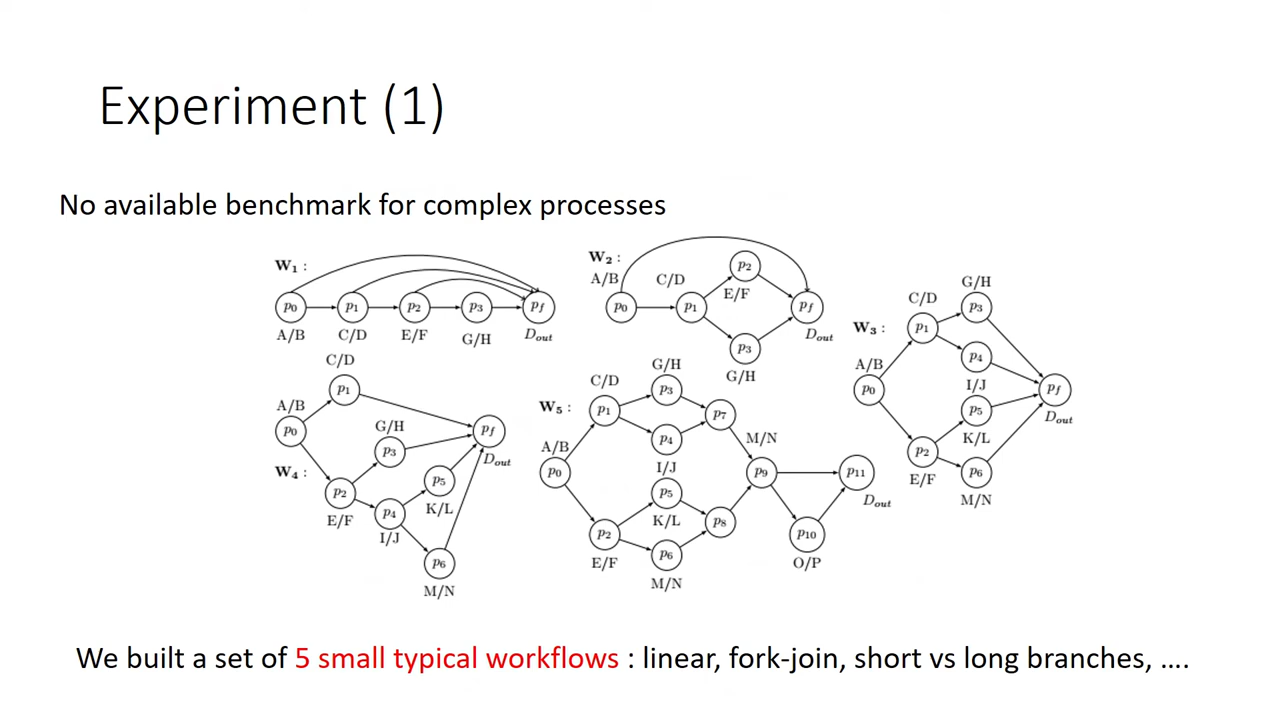 Experiment (1)
No available benchmark for complex processes
W1 :
p0 p1 p2 p3 pf
A/B C/D E/F G/H Dout
W2 :
A/B C/D p2
E/F
p0 p1 pf
Dout
p3
G/H
W3 :
G/H
C/D p3
p1
p4
A/B I/J
p0 pf
Dout
p5
K/L
p2
E/F p6
M/N
C/D
p1
A/B
p0 G/H pf
p3 Dout
W4 :
p2 p5
E/F p4 K/L
I/J
p6
M/N
W5 :
G/H
C/D p3
p1 p7
p4
A/B I/J M/N
p0 p9 p11
Dout
p5
K/L
p2 p8
E/F p6 p10
M/N O/P
We built a set of 5 small typical workflows : linear, fork-join, short vs long branches, ....